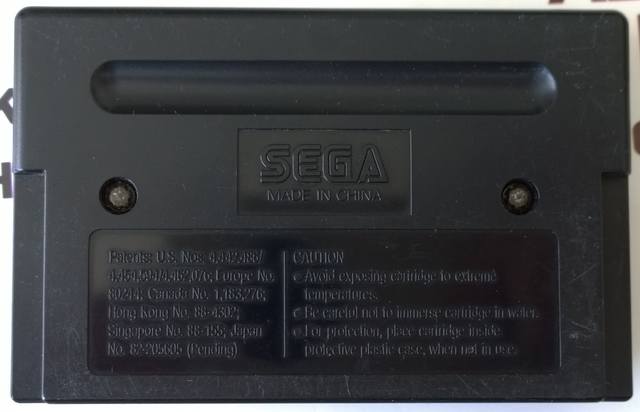 SEGA
MADE IN CHINA
Patents: U.S. Nos. 4,442,486/
4,454,594/4,462,076; Europe No.
80244; Canada No. 1,183,276;
Hong Kong No. 88-4302;
Singapore No. 88-155; Japan
No. 82-205605 (Pending)
CAUTION
Avoid exposing cartridge to extreme
temperatures.
Be careful not to immerse cartridge in water.
For protection, place cartridge inside
protective plastic case, when not in use.